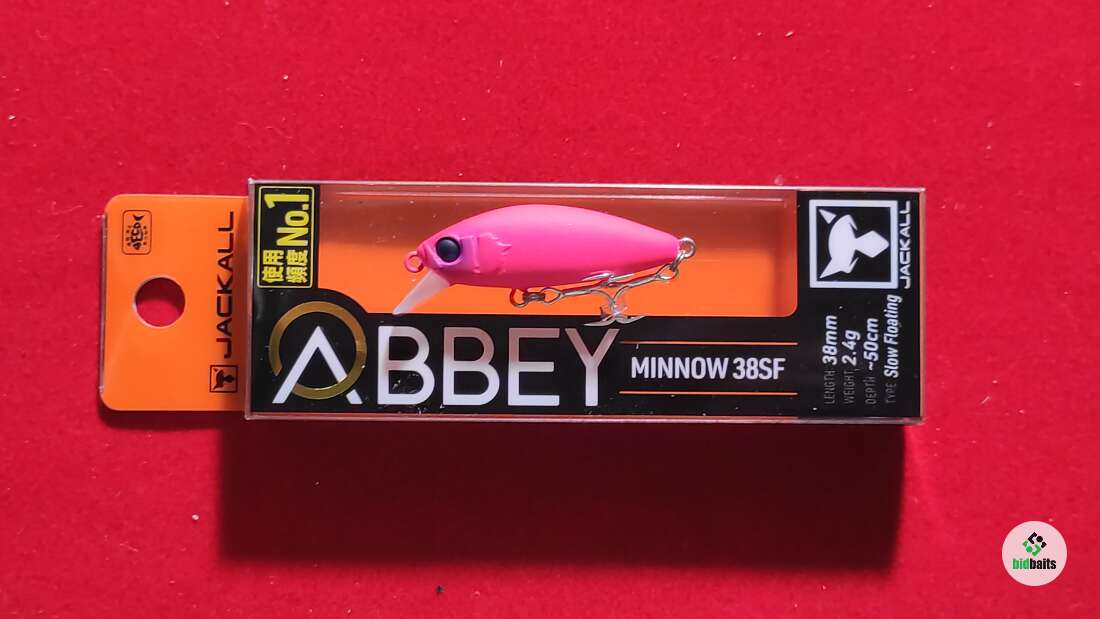 JACKALL
使用
頻度
No.1
ABBEY
MINNOW 38SF
JACKALL
LENGTH 38mm
WEIGHT 2.4g
DEPTH ~50cm
TYPE Slow Floating
bidbaits